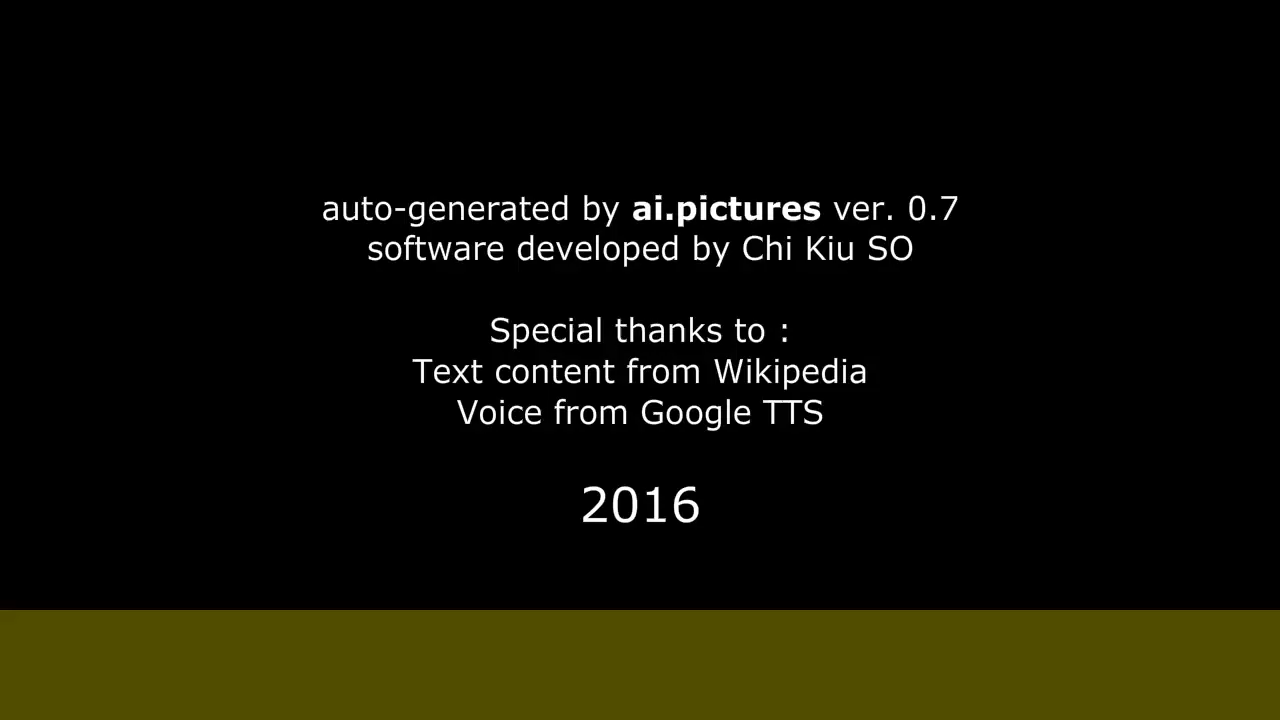 auto-generated by ai.pictures ver. 0.7
software developed by Chi Kiu SO
Special thanks to :
Text content from Wikipedia
Voice from Google TTS
2016